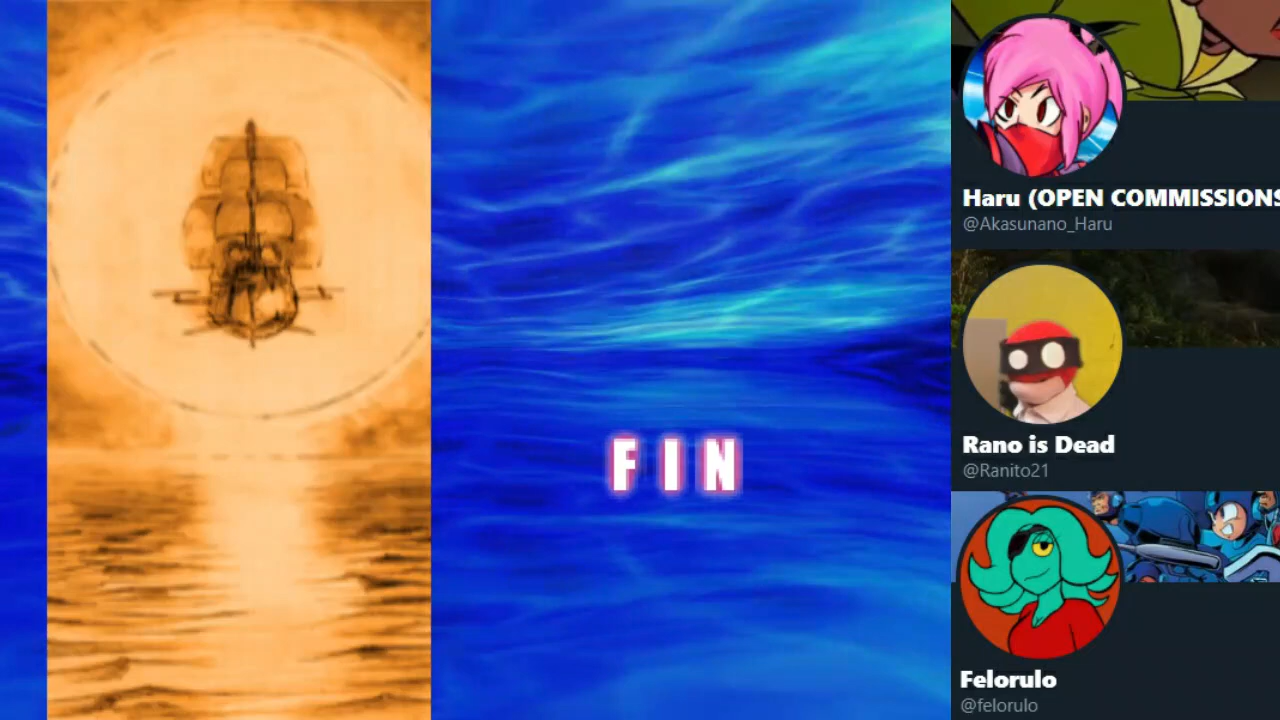 FIN
Haru (OPEN COMMISSIONS
@Akasunano_Haru
Rano is Dead
@Ranito21
Felorulo
@felorulo